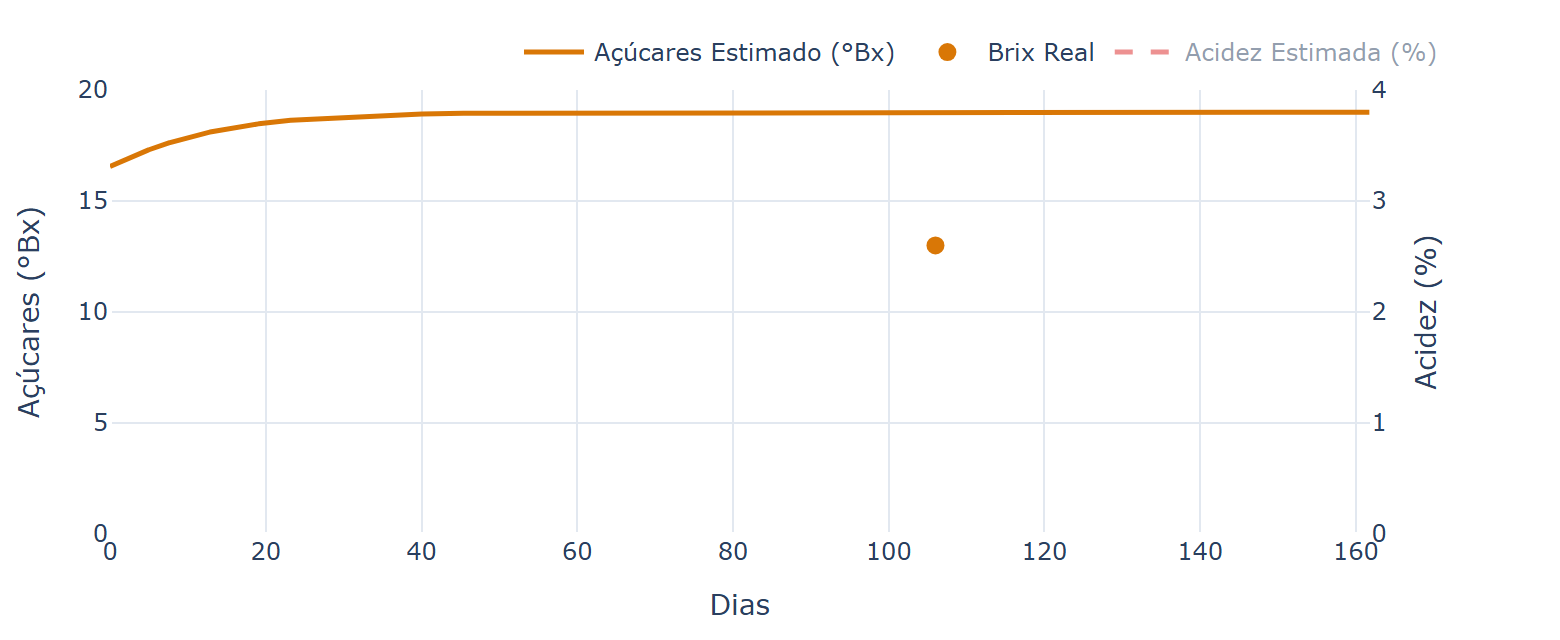 Açúcares Estimado (°Bx) Brix Real Acidez Estimada (%)
20 4
15 3
10 2
5 1
0 0
Açúcares (°Bx)
Acidez (%)
0 20 40 60 80 100 120 140 160
Dias